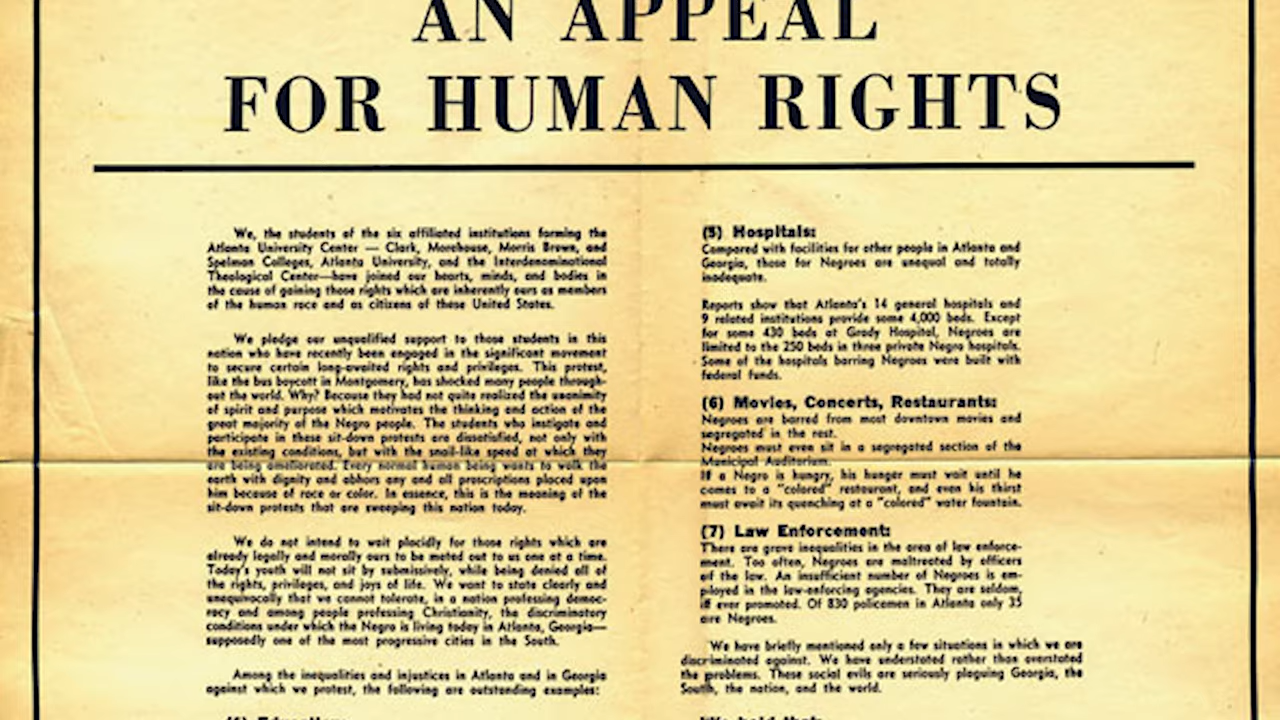 AN APPEAL
FOR HUMAN RIGHTS
We, the students of the six affiliated institutions forming the
Atlanta University Center — Clark, Morehouse, Morris Brown, and
Spelman Colleges, Atlanta University, and the Interdenominational
Theological Center—have joined our hearts, minds, and bodies in
the cause of gaining those rights which are inherently ours as members
of the human race and as citizens of these United States.
We pledge our unqualified support to those students in this
nation who have recently been engaged in the significant movement
to secure certain long-awaited rights and privileges. This protest,
like the bus boycott in Montgomery, has shocked many people through-
out the world. Why? Because they had not quite realized the unanimity
of spirit and purpose which motivates the thinking and action of the
great majority of the Negro people. The students who instigate and
participate in these sit-down protests are dissatisfied, not only with
the existing conditions, but with the snail-like speed at which they
are being ameliorated. Every normal human being wants to walk the
earth with dignity and abhors any and all proscriptions placed upon
him because of race or color. In essence, this is the meaning of the
sit-down protests that are sweeping this nation today.
We do not intend to wait placidly for those rights which are
already legally and morally ours to be meted out to us one at a time.
Today's youth will not sit by submissively, while being denied all of
the rights, privileges, and joys of life. We want to state clearly and
unequivocally that we cannot tolerate, in a nation professing democ-
racy and among people professing Christianity, the discriminatory
conditions under which the Negro is living today in Atlanta, Georgia—
supposedly one of the most progressive cities in the South.
Among the inequalities and injustices in Atlanta and in Georgia
against which we protest, the following are outstanding examples:
(5) Hospitals:
Compared with facilities for other people in Atlanta and
Georgia, those for Negroes are unequal and totally
inadequate.
Reports show that Atlanta's 14 general hospitals and
9 related institutions provide some 4,000 beds. Except
for some 430 beds at Grady Hospital, Negroes are
limited to the 250 beds in three private Negro hospitals.
Some of the hospitals barring Negroes were built with
federal funds.
(6) Movies, Concerts, Restaurants:
Negroes are barred from most downtown movies and
segregated in the rest.
Negroes must even sit in a segregated section of the
Municipal Auditorium.
If a Negro is hungry, his hunger must wait until he
comes to a "colored" restaurant, and even his thirst
must await its quenching at a "colored" water fountain.
(7) Law Enforcement:
There are grave inequalities in the area of law enforce-
ment. Too often, Negroes are maltreated by officers
of the law. An insufficient number of Negroes is em-
ployed in the law-enforcing agencies. They are seldom,
if ever promoted. Of 830 policemen in Atlanta only 35
are Negroes.
We have briefly mentioned only a few situations in which we are
discriminated against. We have understated rather than overstated
the problems. These social evils are seriously plaguing Georgia, the
South, the nation, and the world.